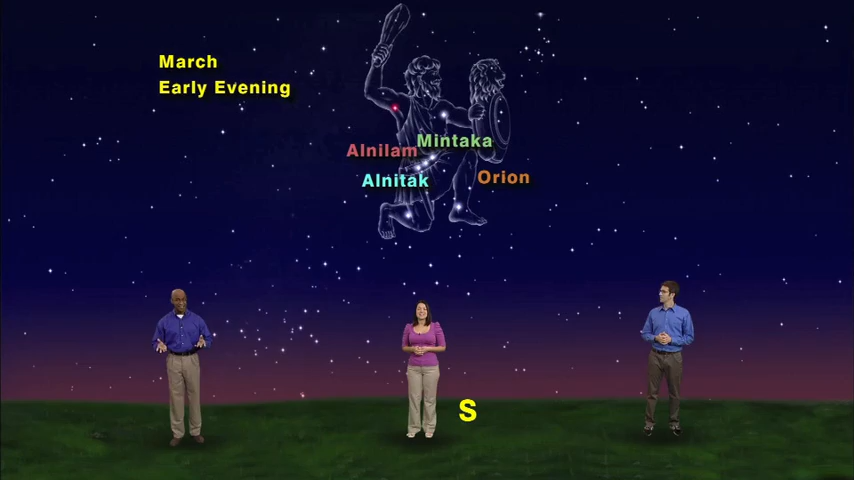 March
Early Evening
Mintaka
Alnilam
Alnitak
Orion
S